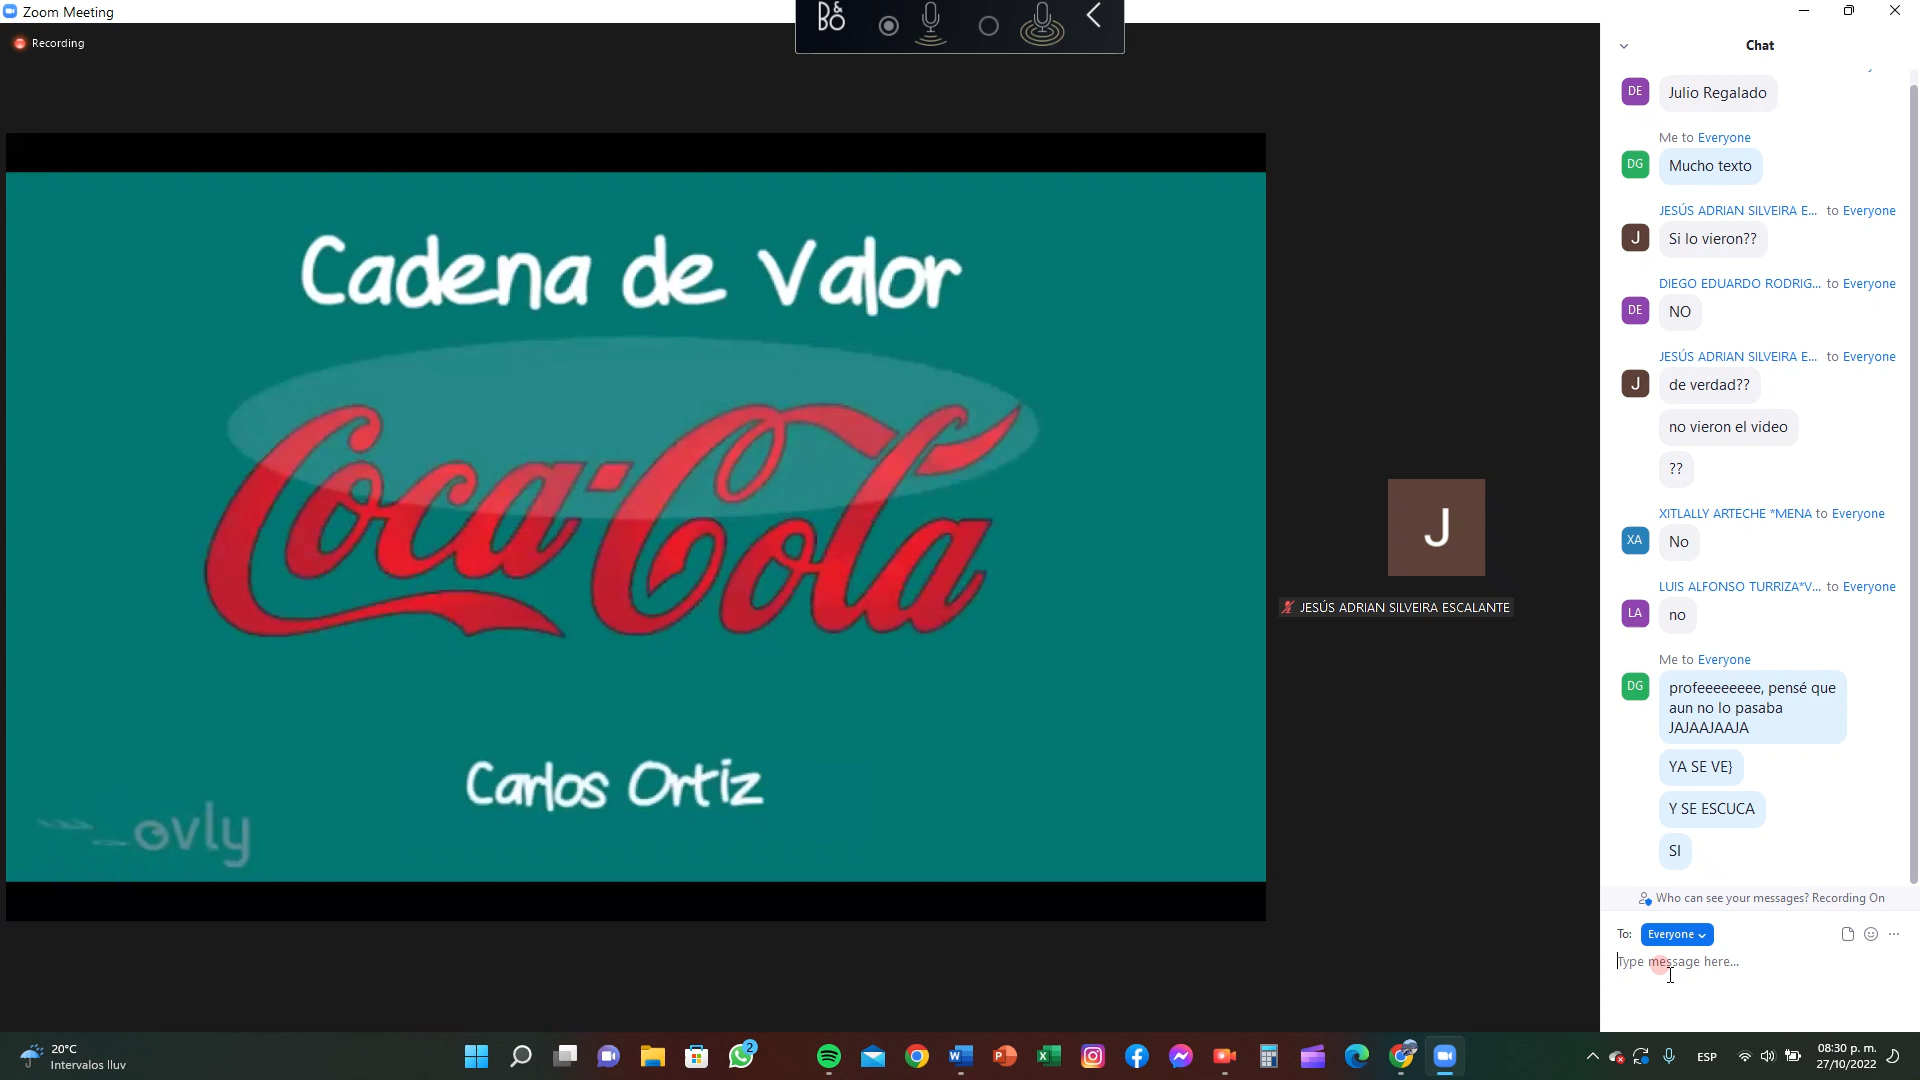 Zoom Meeting
B&O
Recording
Chat
DE
Julio Regalado
Me to Everyone
DG
Mucho texto
JESÚS ADRIAN SILVEIRA E... to Everyone
J
Si lo vieron??
DIEGO EDUARDO RODRIG... to Everyone
DE
NO
JESÚS ADRIAN SILVEIRA E... to Everyone
J
de verdad??
no vieron el video
??
XITLALLY ARTECHE *MENA to Everyone
XA
No
LUIS ALFONSO TURRIZA*V... to Everyone
LA
no
Me to Everyone
DG
profeeeeeeee, pensé que
aun no lo pasaba
JAJAAJAAJA
YA SE VE}
Y SE ESCUCA
SI
Who can see your messages? Recording On
To: Everyone
Type message here...
Cadena de Valor
Coca-Cola
Carlos Ortiz
ovly
J
JESÚS ADRIAN SILVEIRA ESCALANTE
20°C
Intervalos lluv
2
ESP
08:30 p. m.
27/10/2022